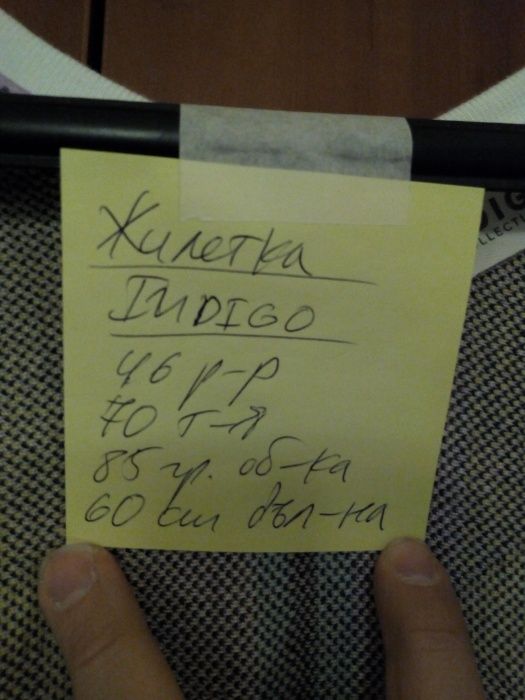 Жилетка
INDIGO
46 р-р
70 т-я
85 гр. об-ка
60 см дъл-на